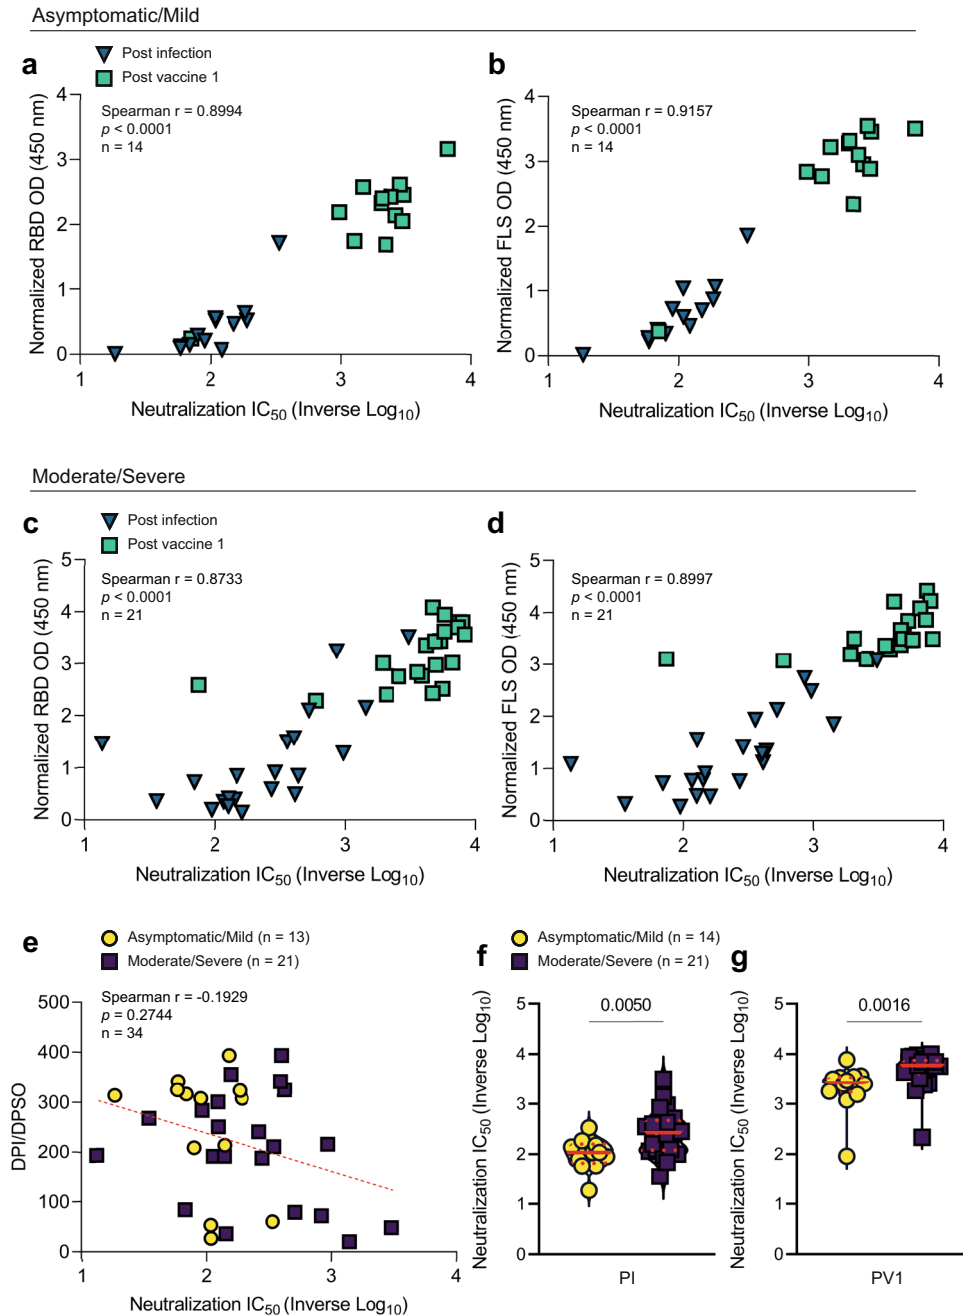 Asymptomatic/Mild
a
Post infection
Post vaccine 1
Spearman r = 0.8994
p < 0.0001
n = 14
Normalized RBD OD (450 nm)
4
3
2
1
0
1 2 3 4
Neutralization IC50 (Inverse Log10)
b
Spearman r = 0.9157
p < 0.0001
n = 14
Normalized FLS OD (450 nm)
4
3
2
1
0
1 2 3 4
Neutralization IC50 (Inverse Log10)
Moderate/Severe
c
Post infection
Post vaccine 1
Spearman r = 0.8733
p < 0.0001
n = 21
Normalized RBD OD (450 nm)
5
4
3
2
1
0
1 2 3 4
Neutralization IC50 (Inverse Log10)
d
Spearman r = 0.8997
p < 0.0001
n = 21
Normalized FLS OD (450 nm)
5
4
3
2
1
0
1 2 3 4
Neutralization IC50 (Inverse Log10)
e
Asymptomatic/Mild (n = 13)
Moderate/Severe (n = 21)
Spearman r = -0.1929
p = 0.2744
n = 34
DPI/DPSO
500
400
300
200
100
0
1 2 3 4
Neutralization IC50 (Inverse Log10)
f
Asymptomatic/Mild (n = 14)
Moderate/Severe (n = 21)
0.0050
Neutralization IC50 (Inverse Log10)
5
4
3
2
1
0
PI
g
0.0016
Neutralization IC50 (Inverse Log10)
5
4
3
2
1
0
PV1